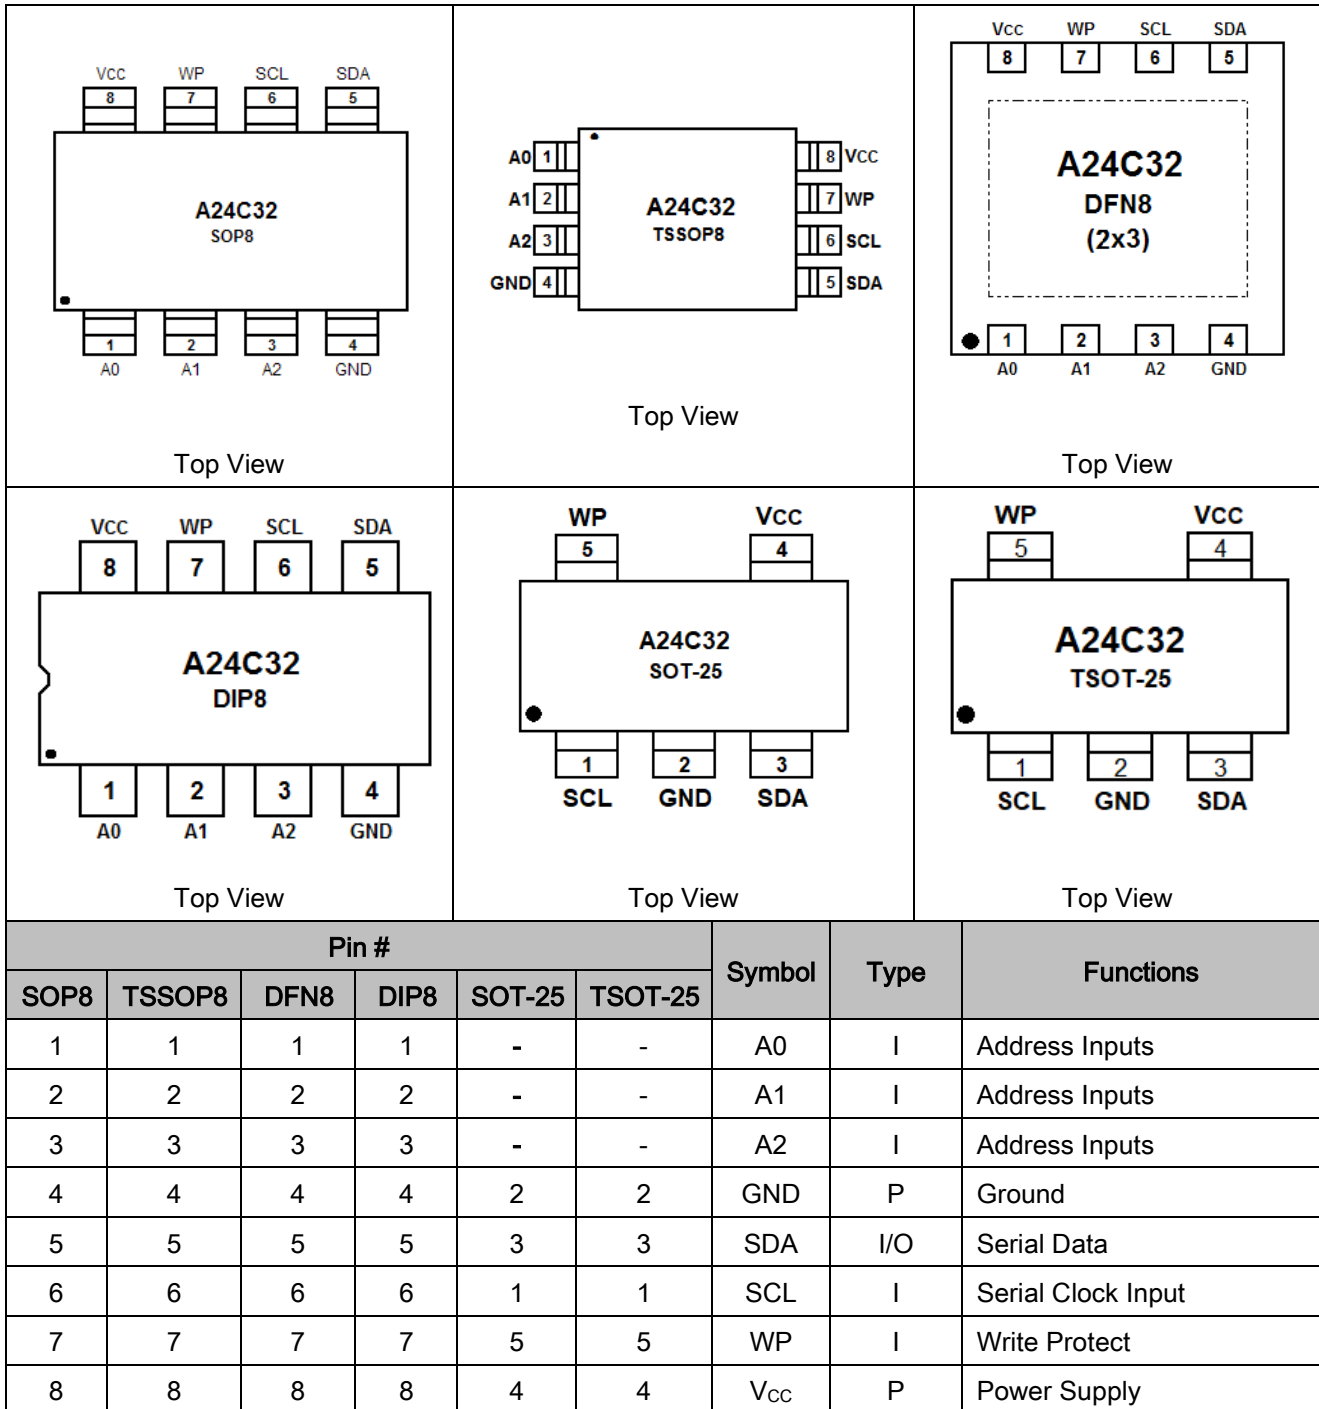 Vcc WP SCL SDA
8 7 6 5
A24C32
SOP8
1 2 3 4
A0 A1 A2 GND
Top View
A0 1 8 VCC
A1 2 7 WP
A2 3 6 SCL
GND 4 5 SDA
A24C32
TSSOP8
Top View
Vcc WP SCL SDA
8 7 6 5
A24C32
DFN8
(2x3)
1 2 3 4
A0 A1 A2 GND
Top View
Vcc WP SCL SDA
8 7 6 5
A24C32
DIP8
1 2 3 4
A0 A1 A2 GND
Top View
WP Vcc
5 4
A24C32
SOT-25
1 2 3
SCL GND SDA
Top View
WP Vcc
5 4
A24C32
TSOT-25
1 2 3
SCL GND SDA
Top View
Pin # Symbol Type Functions
SOP8 TSSOP8 DFN8 DIP8 SOT-25 TSOT-25
1 1 1 1 - - A0 I Address Inputs
2 2 2 2 - - A1 I Address Inputs
3 3 3 3 - - A2 I Address Inputs
4 4 4 4 2 2 GND P Ground
5 5 5 5 3 3 SDA I/O Serial Data
6 6 6 6 1 1 SCL I Serial Clock Input
7 7 7 7 5 5 WP I Write Protect
8 8 8 8 4 4 VCC P Power Supply